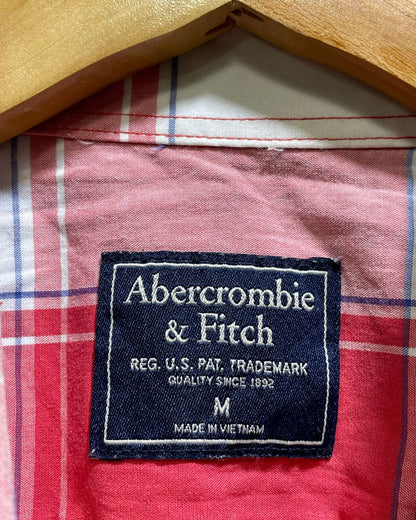 Abercrombie
& Fitch
REG. U.S. PAT. TRADEMARK
QUALITY SINCE 1892
M
MADE IN VIETNAM